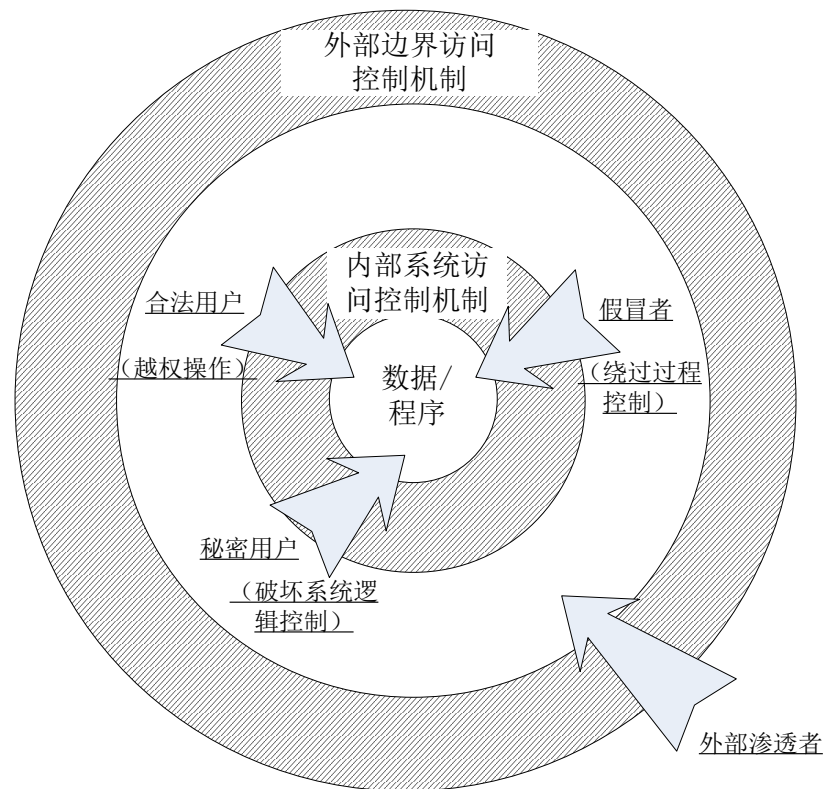 外部边界访问
控制机制
内部系统访
问控制机制
合法用户
（越权操作）
假冒者
（绕过过程
控制）
数据/
程序
秘密用户
（破坏系统逻
辑控制）
外部渗透者